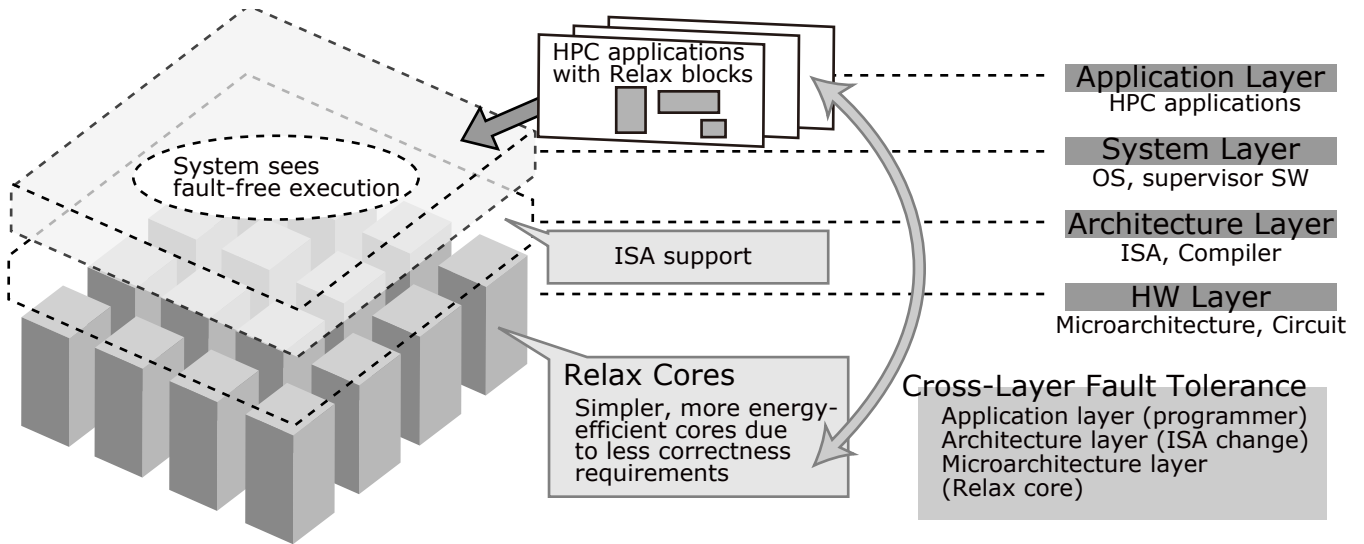 HPC applications
with Relax blocks
System sees
fault-free execution
ISA support
Relax Cores
Simpler, more energy-
efficient cores due
to less correctness
requirements
Application Layer
HPC applications
System Layer
OS, supervisor SW
Architecture Layer
ISA, Compiler
HW Layer
Microarchitecture, Circuit
Cross-Layer Fault Tolerance
Application layer (programmer)
Architecture layer (ISA change)
Microarchitecture layer
(Relax core)